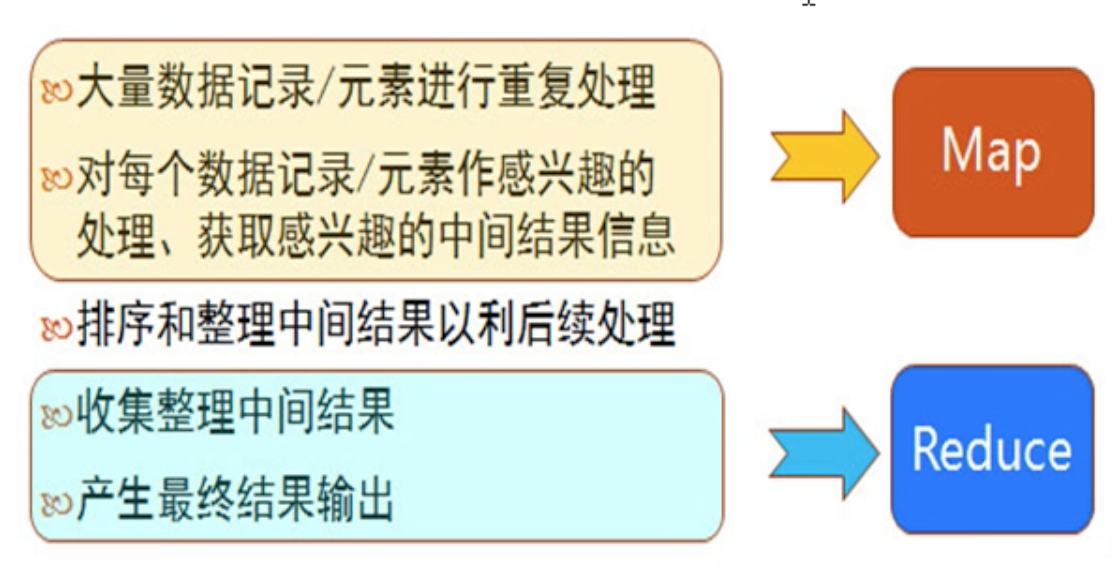 大量数据记录/元素进行重复处理
Map
对每个数据记录/元素作感兴趣的
处理、获取感兴趣的中间结果信息
排序和整理中间结果以利后续处理
收集整理中间结果
Reduce
产生最终结果输出